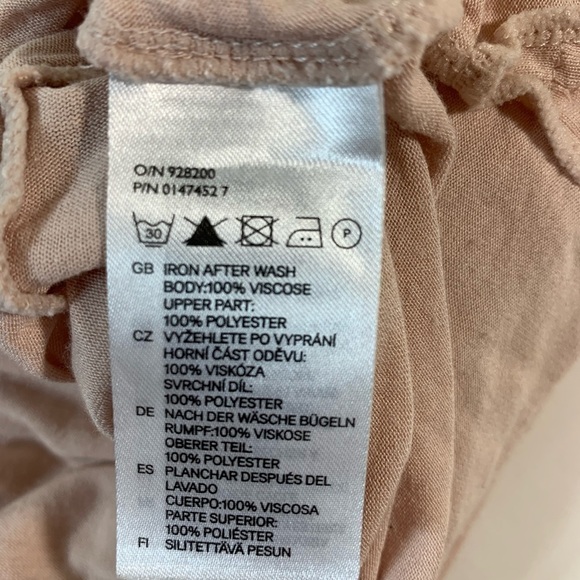 O/N 928200
P/N 0147452 7
30 P
GB IRON AFTER WASH
BODY:100% VISCOSE
UPPER PART:
100% POLYESTER
CZ VYŽEHLETE PO VYPRÁNÍ
HORNÍ ČÁST ODĚVU:
100% VISKÓZA
SVRCHNÍ DÍL:
100% POLYESTER
DE NACH DER WÄSCHE BÜGELN
RUMPF:100% VISKOSE
OBERER TEIL:
100% POLYESTER
ES PLANCHAR DESPUÉS DEL
LAVADO
CUERPO:100% VISCOSA
PARTE SUPERIOR:
100% POLIÉSTER
FI SILITETTÄVÄ PESUN